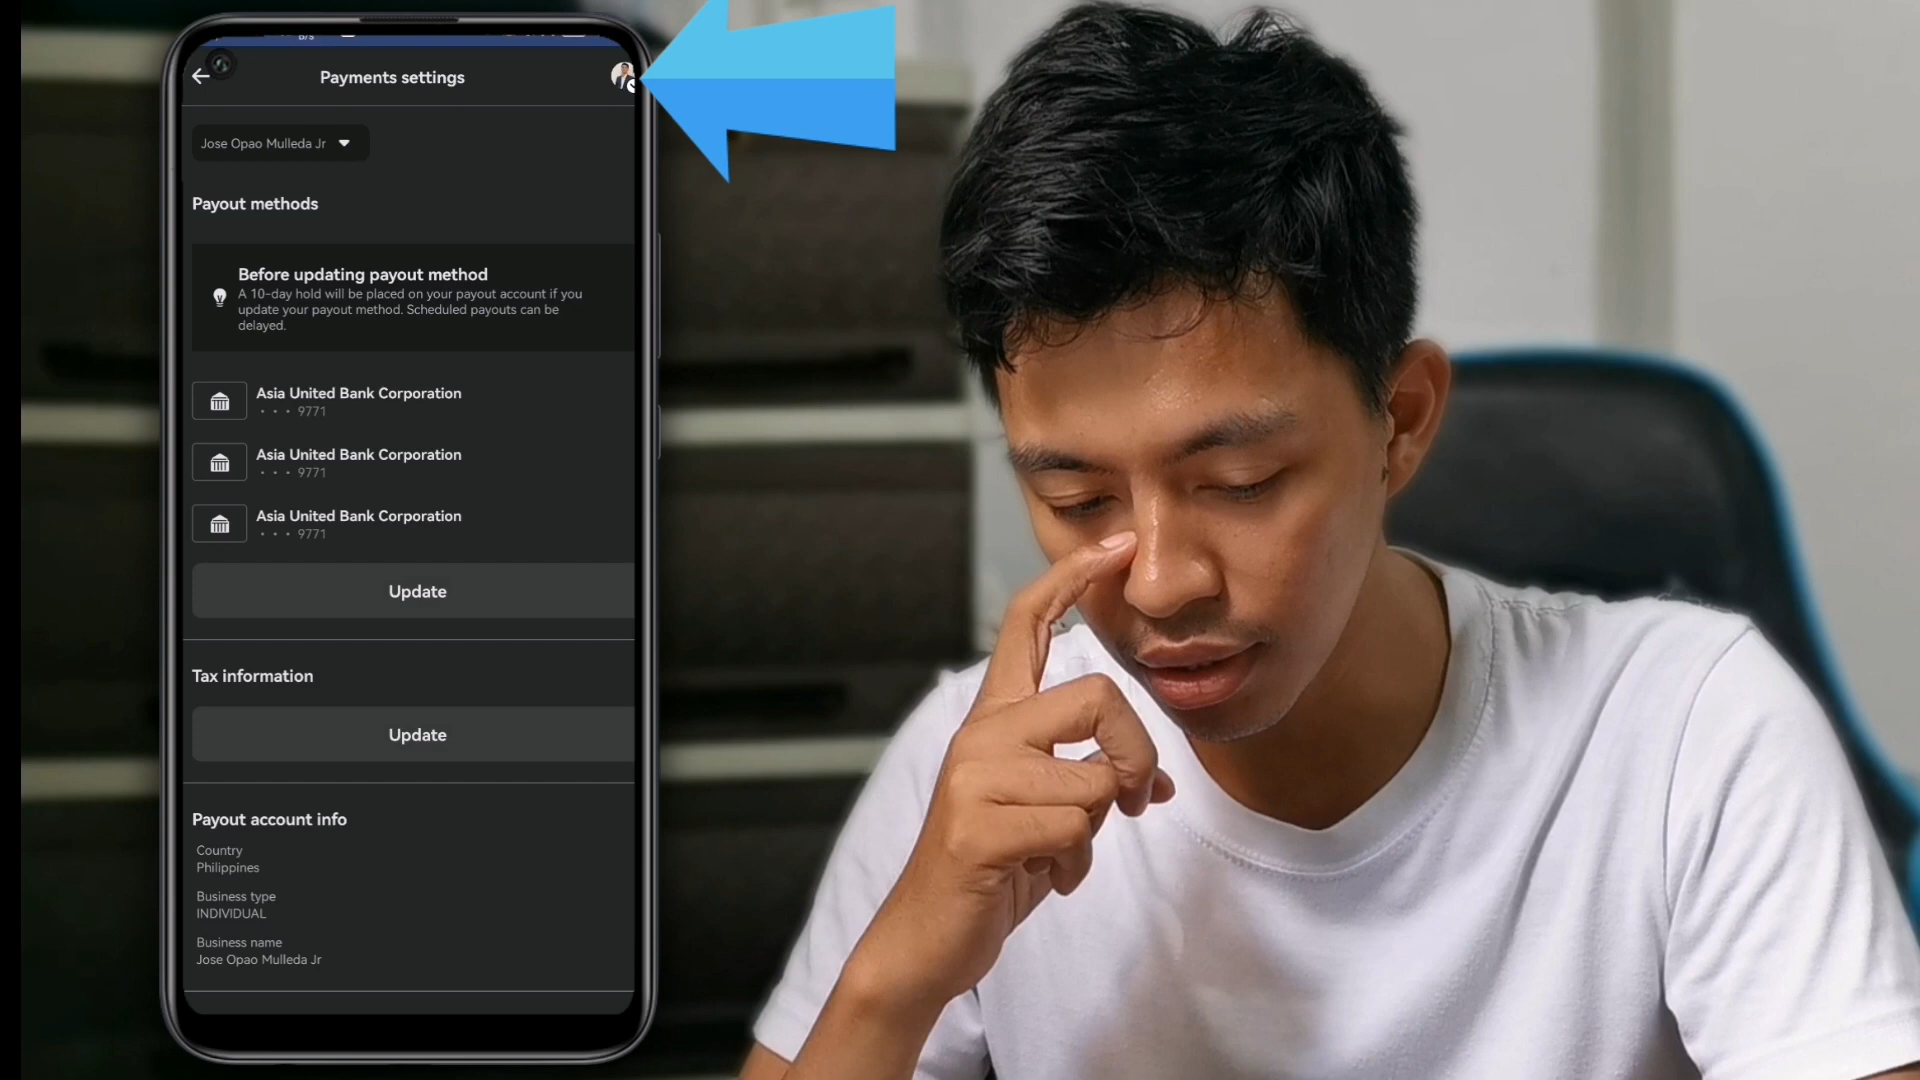 B/s
Payments settings
Jose Opao Mulleda Jr
Payout methods
Before updating payout method
A 10-day hold will be placed on your payout account if you
update your payout method. Scheduled payouts can be
delayed.
Asia United Bank Corporation
• • • 9771
Asia United Bank Corporation
• • • 9771
Asia United Bank Corporation
• • • 9771
Update
Tax information
Update
Payout account info
Country
Philippines
Business type
INDIVIDUAL
Business name
Jose Opao Mulleda Jr